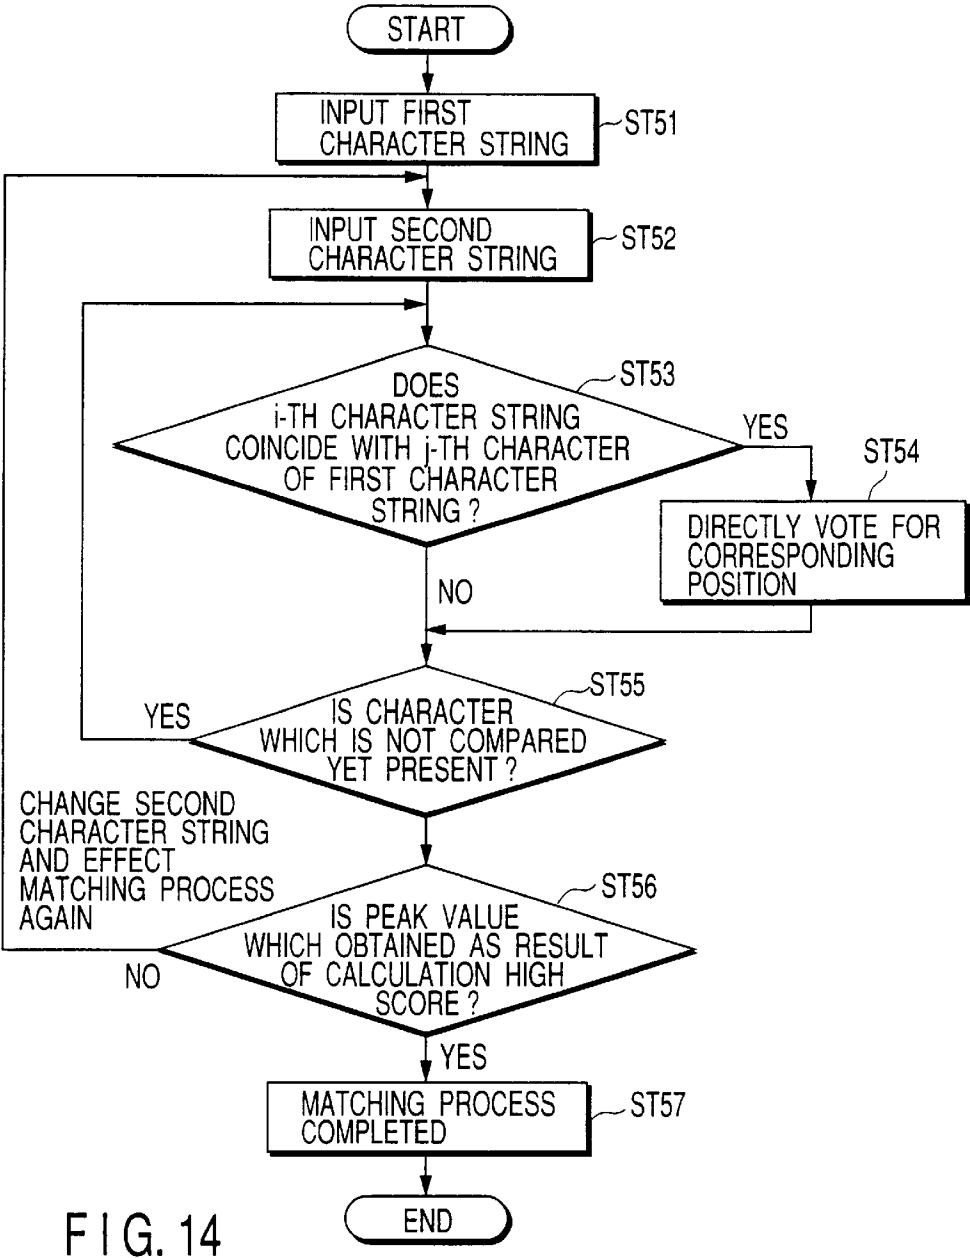 START
INPUT FIRST
CHARACTER STRING
ST51
INPUT SECOND
CHARACTER STRING
ST52
DOES
i-TH CHARACTER STRING
COINCIDE WITH j-TH CHARACTER
OF FIRST CHARACTER
STRING?
ST53
YES
ST54
DIRECTLY VOTE FOR
CORRESPONDING
POSITION
NO
ST55
IS CHARACTER
WHICH IS NOT COMPARED
YET PRESENT?
YES
CHANGE SECOND
CHARACTER STRING
AND EFFECT
MATCHING PROCESS
AGAIN
ST56
IS PEAK VALUE
WHICH OBTAINED AS RESULT
OF CALCULATION HIGH
SCORE?
NO
YES
MATCHING PROCESS
COMPLETED
ST57
END
FIG. 14